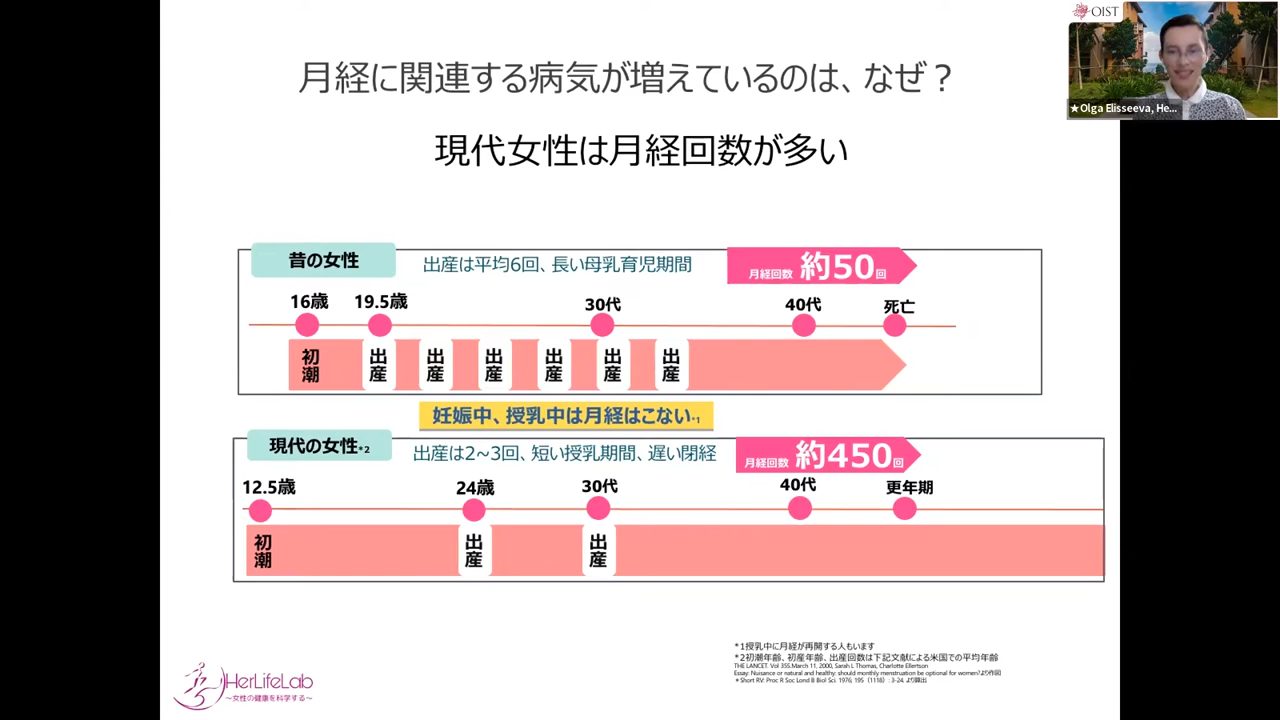 月経に関連する病気が増えているのは、なぜ？
OIST
★Olga Elisseeva, He...
現代女性は月経回数が多い
昔の女性
出産は平均6回、長い母乳育児期間
月経回数 約50回
16歳
19.5歳
30代
40代
死亡
初潮
出産
出産
出産
出産
出産
出産
妊娠中、授乳中は月経はこない*1
現代の女性*2
出産は2~3回、短い授乳期間、遅い閉経
月経回数 約450回
12.5歳
24歳
30代
40代
更年期
初潮
出産
出産
*1授乳中に月経が再開する人もいます
*2初潮年齢、初産年齢、出産回数は下記文献による米国での平均年齢
THE LANCET. Vol 355.March 11, 2000, Sarah L Thomas, Charlotte Ellertson
Essay: Nuisance or natural and healthy: should monthly menstruation be optional for women?より作図
*Short RV: Proc R Soc Lond B Biol Sci. 1976; 195（1118）: 3-24. より算出
HerLifeLab
～女性の健康を科学する～